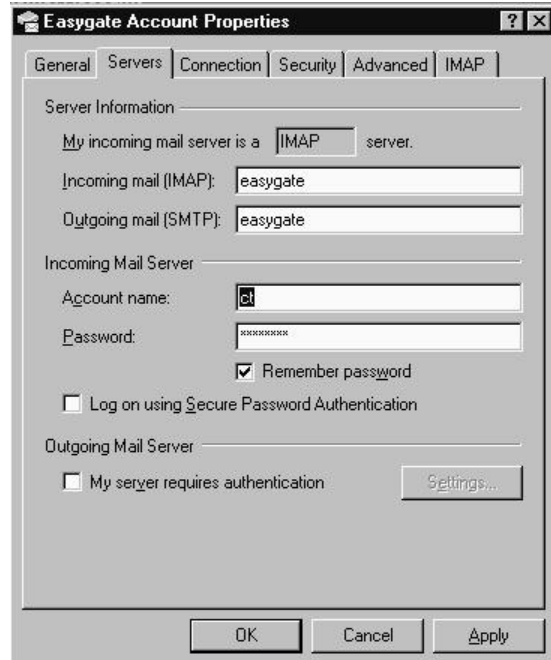 Easygate Account Properties
General Servers Connection Security Advanced IMAP
Server Information
My incoming mail server is a IMAP server.
Incoming mail (IMAP): easygate
Outgoing mail (SMTP): easygate
Incoming Mail Server
Account name: ct
Password: ********
Remember password
Log on using Secure Password Authentication
Outgoing Mail Server
My server requires authentication Settings...
OK Cancel Apply